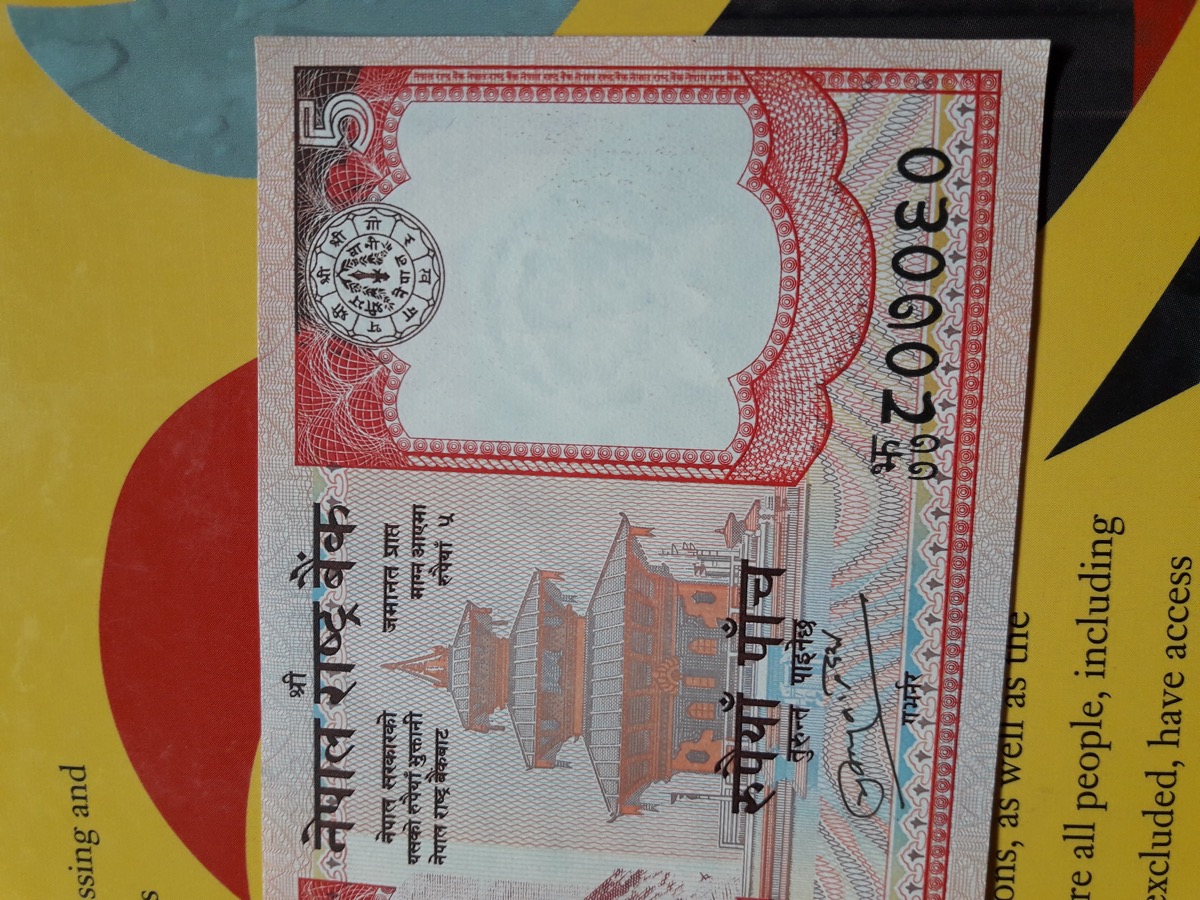 ssing and
s
श्री
नेपाल राष्ट्र बैंक
5
नेपाल सरकारको जमानत प्राप्त
यसको रुपैयाँ भुक्तानी माग्न आएमा
नेपाल राष्ट्र बैंकबाट रुपैयाँ ५
रुपैयाँ पाँच
तुरुन्त पाइनेछ
गभर्नर
झ
७७ ८०७०६०
ons, as well as the
re all people, including
excluded, have access